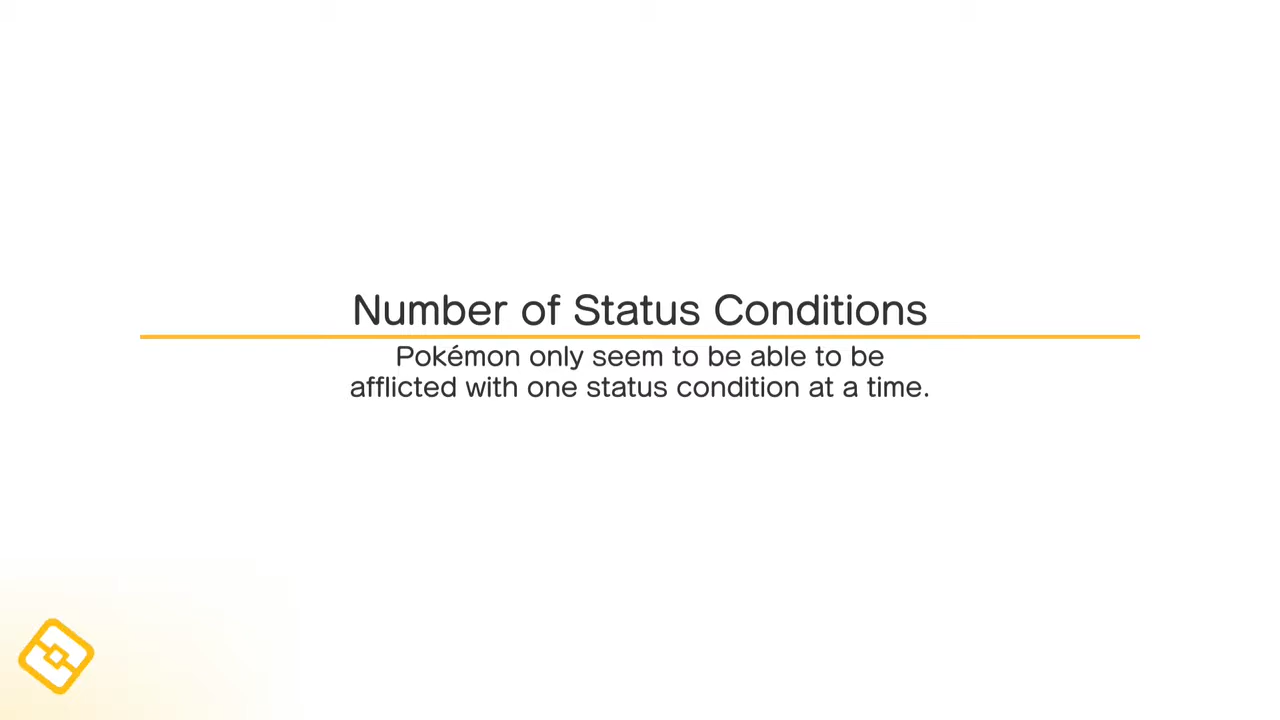 Number of Status Conditions
Pokémon only seem to be able to be
afflicted with one status condition at a time.